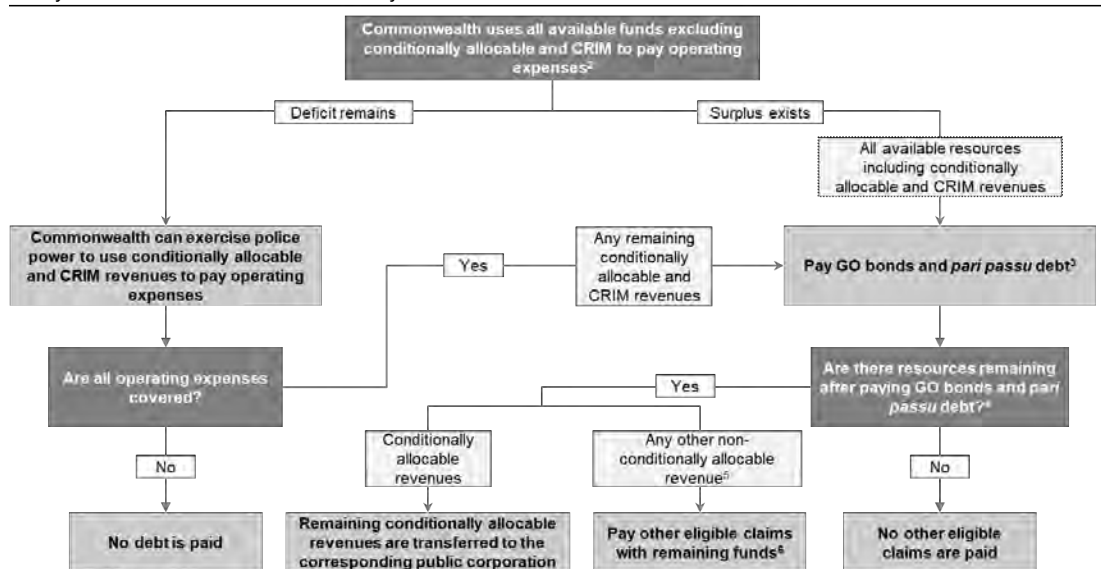 Commonwealth uses all available funds excluding
conditionally allocable and CRIM to pay operating
expenses²
Deficit remains
Surplus exists
All available resources
including conditionally
allocable and CRIM revenues
Commonwealth can exercise police
power to use conditionally allocable
and CRIM revenues to pay operating
expenses
Yes
Any remaining
conditionally
allocable and
CRIM revenues
Pay GO bonds and pari passu debt³
Are all operating expenses
covered?
Yes
Are there resources remaining
after paying GO bonds and pari
passu debt?⁴
Conditionally
allocable
revenues
Any other non-
conditionally allocable
revenue⁵
No
No
No debt is paid
Remaining conditionally allocable
revenues are transferred to the
corresponding public corporation
Pay other eligible claims
with remaining funds⁶
No other eligible
claims are paid